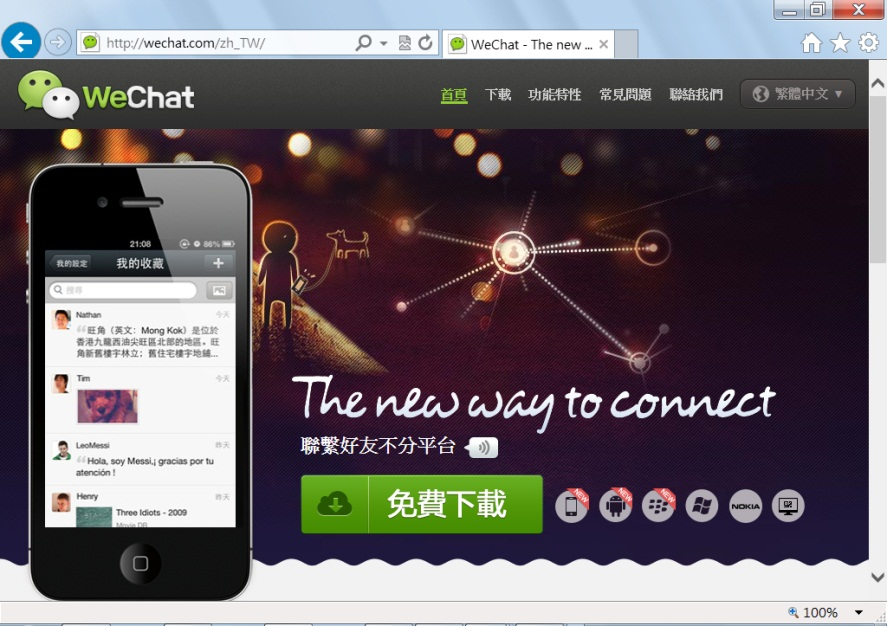 http://wechat.com/zh_TW/
WeChat - The new ...
WeChat
首頁 下載 功能特性 常見問題 聯絡我們 繁體中文
21:08 86%
我的設定 我的收藏 +
搜尋
Nathan 今天
旺角（英文：Mong Kok）是位於
香港九龍西油尖旺區北部的地區。旺
角新舊樓宇林立；舊住宅樓宇地鋪...
Tim 今天
LeoMessi 昨天
Hola, soy Messi,¡ gracias por tu
atención !
Henry 昨天
Three Idiots - 2009
Movie DB
The new way to connect
聯繫好友不分平台
免費下載
NEW NEW NEW
NOKIA
100%